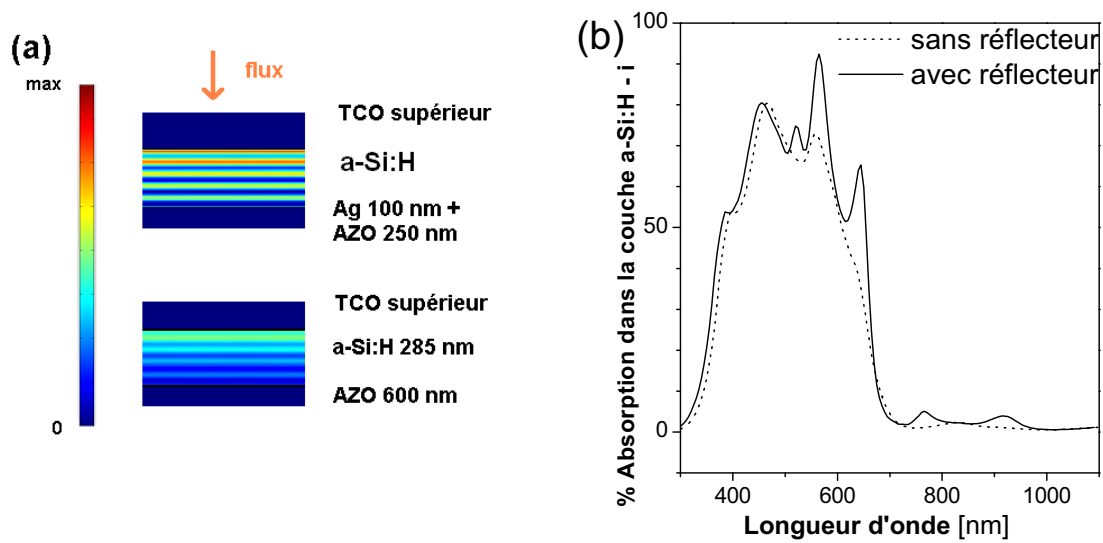 (a)
flux
max
TCO supérieur
a-Si:H
Ag 100 nm +
AZO 250 nm
TCO supérieur
a-Si:H 285 nm
AZO 600 nm
0
(b)
100
50
0
% Absorption dans la couche a-Si:H - i
sans réflecteur
avec réflecteur
400
600
800
1000
Longueur d'onde [nm]